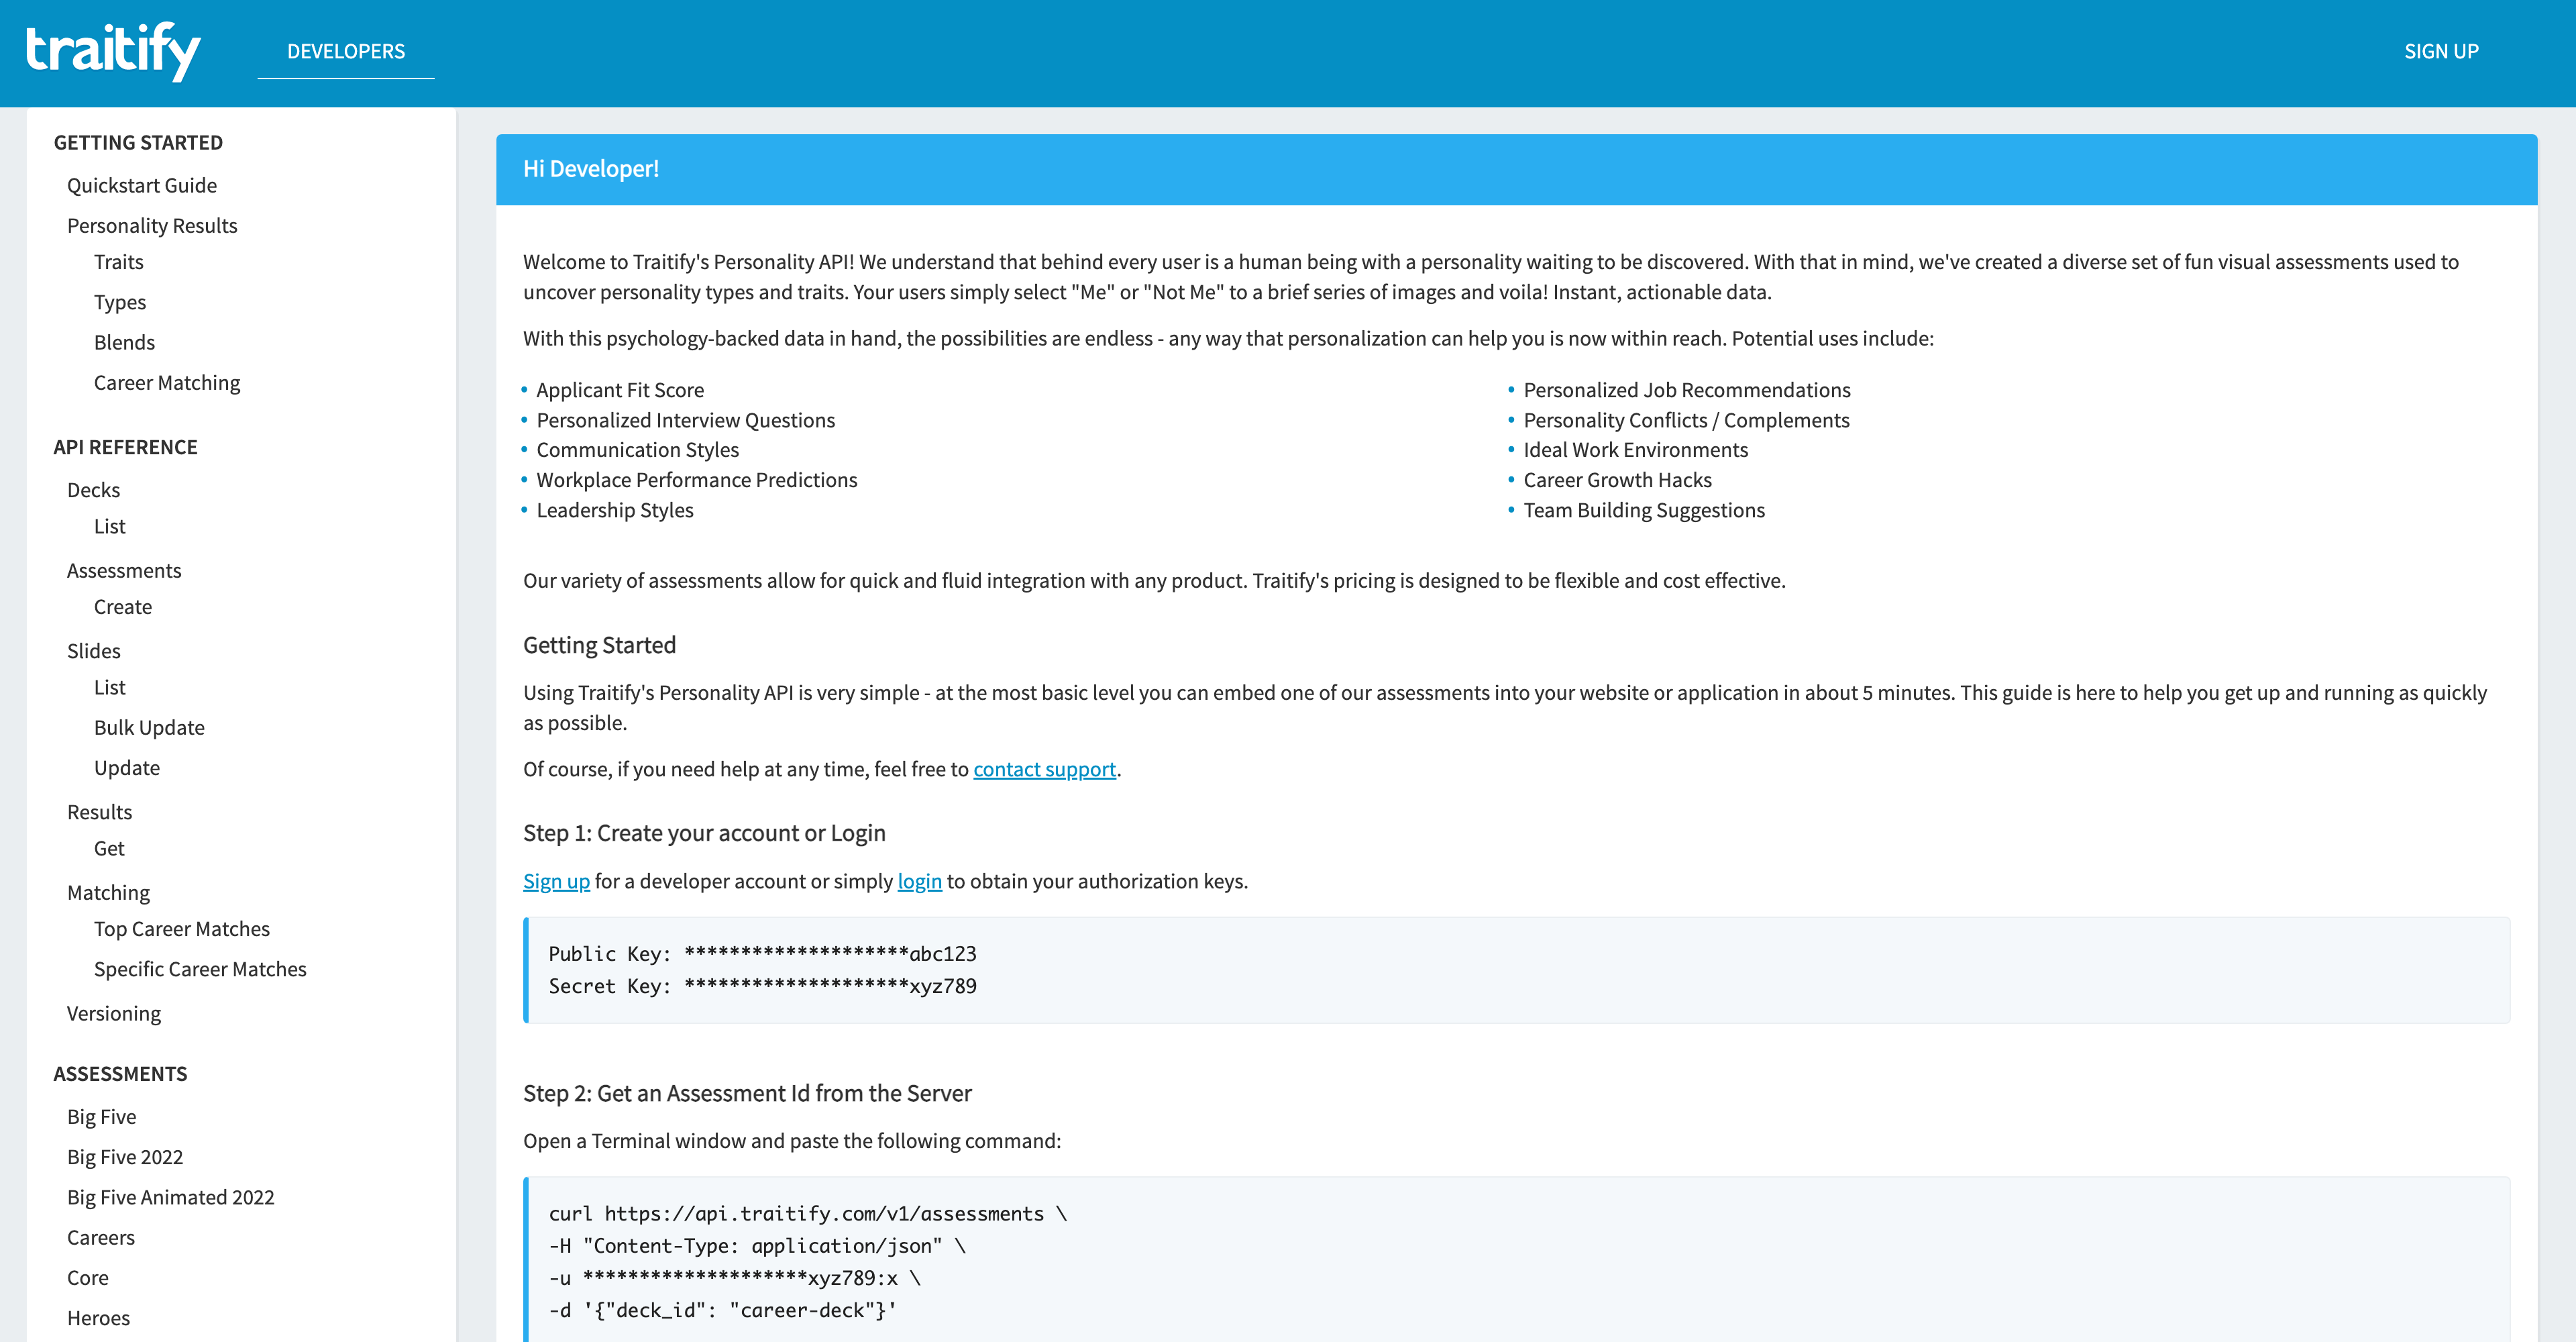 traitify
DEVELOPERS
SIGN UP
GETTING STARTED
Quickstart Guide
Personality Results
Traits
Types
Blends
Career Matching
API REFERENCE
Decks
List
Assessments
Create
Slides
List
Bulk Update
Update
Results
Get
Matching
Top Career Matches
Specific Career Matches
Versioning
ASSESSMENTS
Big Five
Big Five 2022
Big Five Animated 2022
Careers
Core
Heroes
Hi Developer!
Welcome to Traitify's Personality API! We understand that behind every user is a human being with a personality waiting to be discovered. With that in mind, we've created a diverse set of fun visual assessments used to
uncover personality types and traits. Your users simply select "Me" or "Not Me" to a brief series of images and voila! Instant, actionable data.
With this psychology-backed data in hand, the possibilities are endless - any way that personalization can help you is now within reach. Potential uses include:
• Applicant Fit Score
• Personalized Interview Questions
• Communication Styles
• Workplace Performance Predictions
• Leadership Styles
• Personalized Job Recommendations
• Personality Conflicts / Complements
• Ideal Work Environments
• Career Growth Hacks
• Team Building Suggestions
Our variety of assessments allow for quick and fluid integration with any product. Traitify's pricing is designed to be flexible and cost effective.
Getting Started
Using Traitify's Personality API is very simple - at the most basic level you can embed one of our assessments into your website or application in about 5 minutes. This guide is here to help you get up and running as quickly
as possible.
Of course, if you need help at any time, feel free to contact support.
Step 1: Create your account or Login
Sign up for a developer account or simply login to obtain your authorization keys.
Public Key: ********************abc123
Secret Key: ********************xyz789
Step 2: Get an Assessment Id from the Server
Open a Terminal window and paste the following command:
curl https://api.traitify.com/v1/assessments \
-H "Content-Type: application/json" \
-u ********************xyz789:x \
-d '{"deck_id": "career-deck"}'